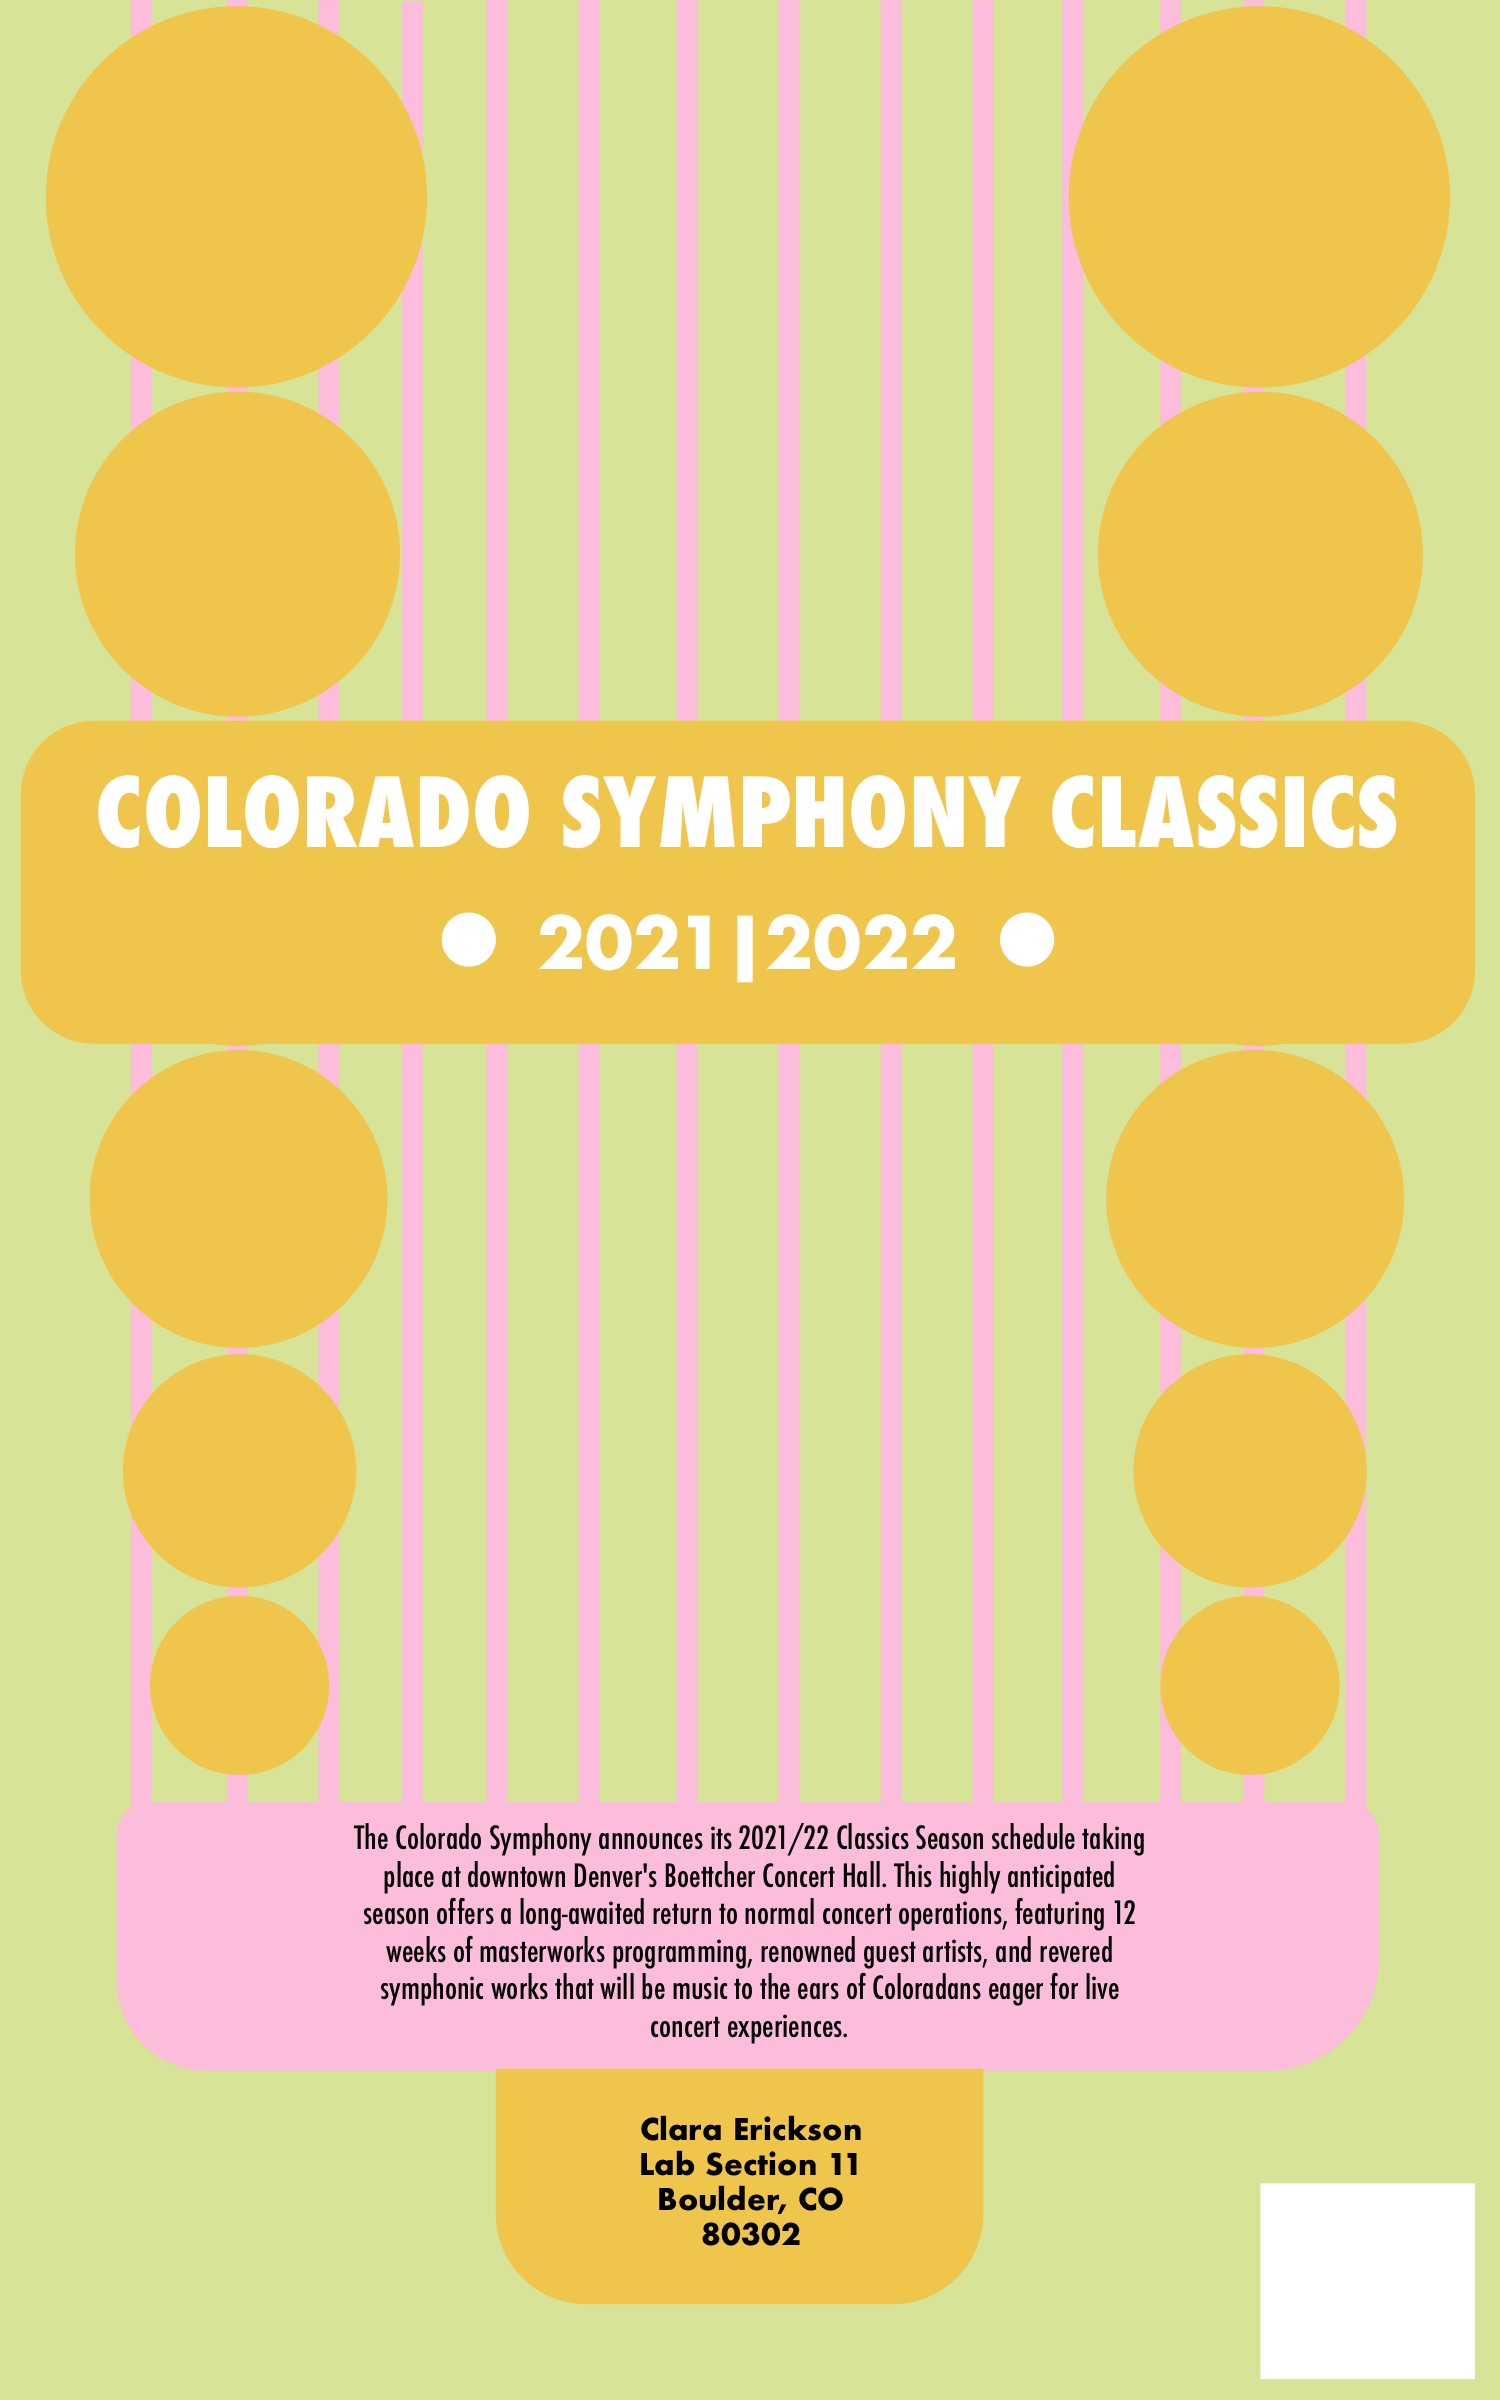 COLORADO SYMPHONY CLASSICS
2021|2022
The Colorado Symphony announces its 2021/22 Classics Season schedule taking
place at downtown Denver's Boettcher Concert Hall. This highly anticipated
season offers a long-awaited return to normal concert operations, featuring 12
weeks of masterworks programming, renowned guest artists, and revered
symphonic works that will be music to the ears of Coloradans eager for live
concert experiences.
Clara Erickson
Lab Section 11
Boulder, CO
80302